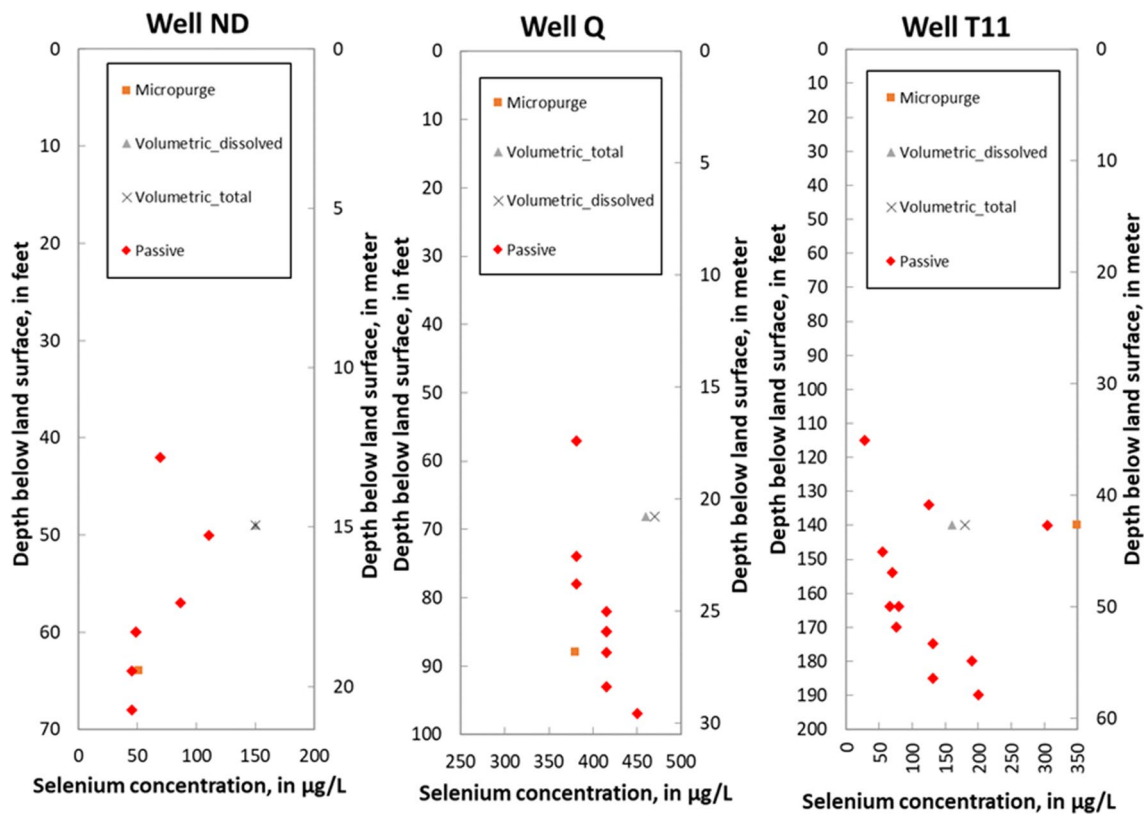 Well ND
0
10
20
30
40
50
60
70
0
5
10
15
20
0 50 100 150 200
Depth below land surface, in feet
Depth below land surface, in meter
Selenium concentration, in µg/L
Micropurge
Volumetric_dissolved
Volumetric_total
Passive
Well Q
0
10
20
30
40
50
60
70
80
90
100
0
5
10
15
20
25
30
250 300 350 400 450 500
Depth below land surface, in feet
Depth below land surface, in meter
Selenium concentration, in µg/L
Micropurge
Volumetric_total
Volumetric_dissolved
Passive
Well T11
0
10
20
30
40
50
60
70
80
90
100
110
120
130
140
150
160
170
180
190
200
0
10
20
30
40
50
60
0 50 100 150 200 250 300 350
Depth below land surface, in feet
Depth below land surface, in meter
Selenium concentration, in µg/L
Micropurge
Volumetric_dissolved
Volumetric_total
Passive